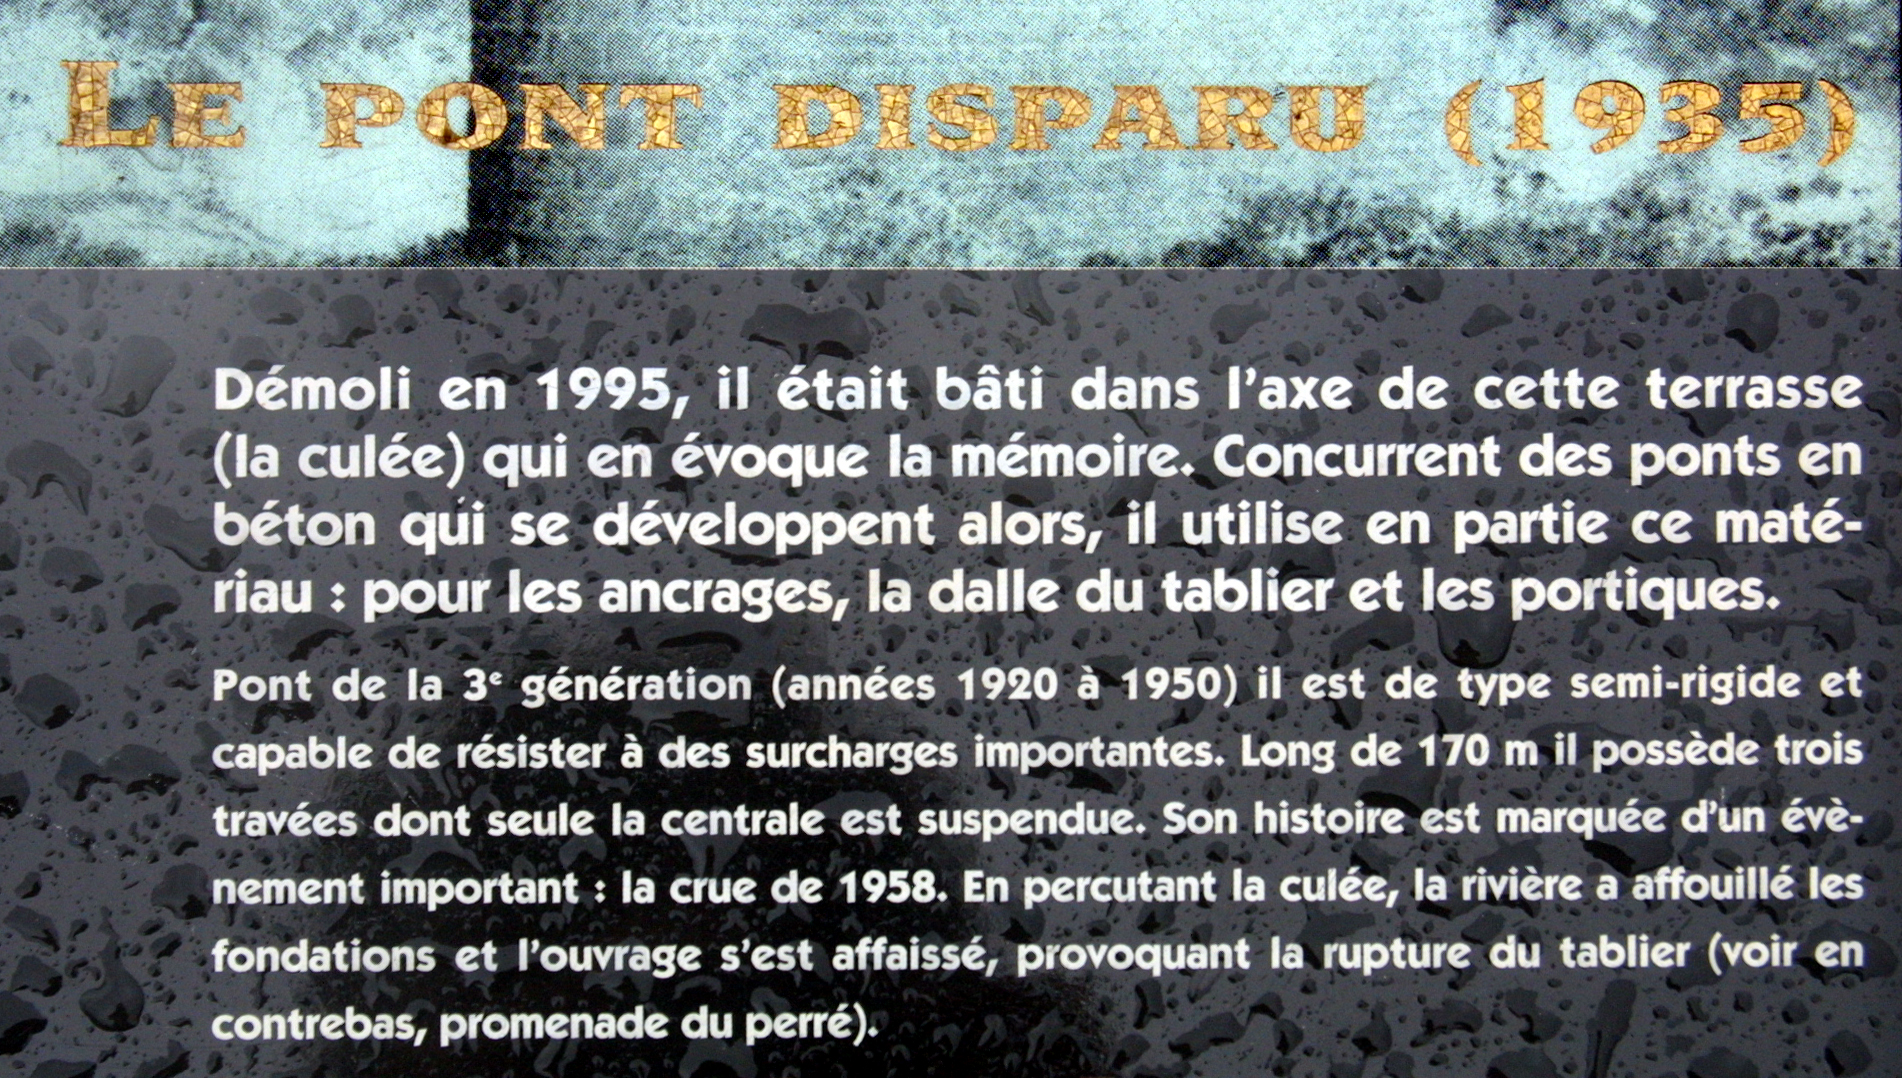 LE PONT DISPARU (1935)
Démoli en 1995, il était bâti dans l'axe de cette terrasse
(la culée) qui en évoque la mémoire. Concurrent des ponts en
béton qui se développent alors, il utilise en partie ce maté-
riau : pour les ancrages, la dalle du tablier et les portiques.
Pont de la 3e génération (années 1920 à 1950) il est de type semi-rigide et
capable de résister à des surcharges importantes. Long de 170 m il possède trois
travées dont seule la centrale est suspendue. Son histoire est marquée d'un évè-
nement important : la crue de 1958. En percutant la culée, la rivière a affouillé les
fondations et l'ouvrage s'est affaissé, provoquant la rupture du tablier (voir en
contrebas, promenade du perré).